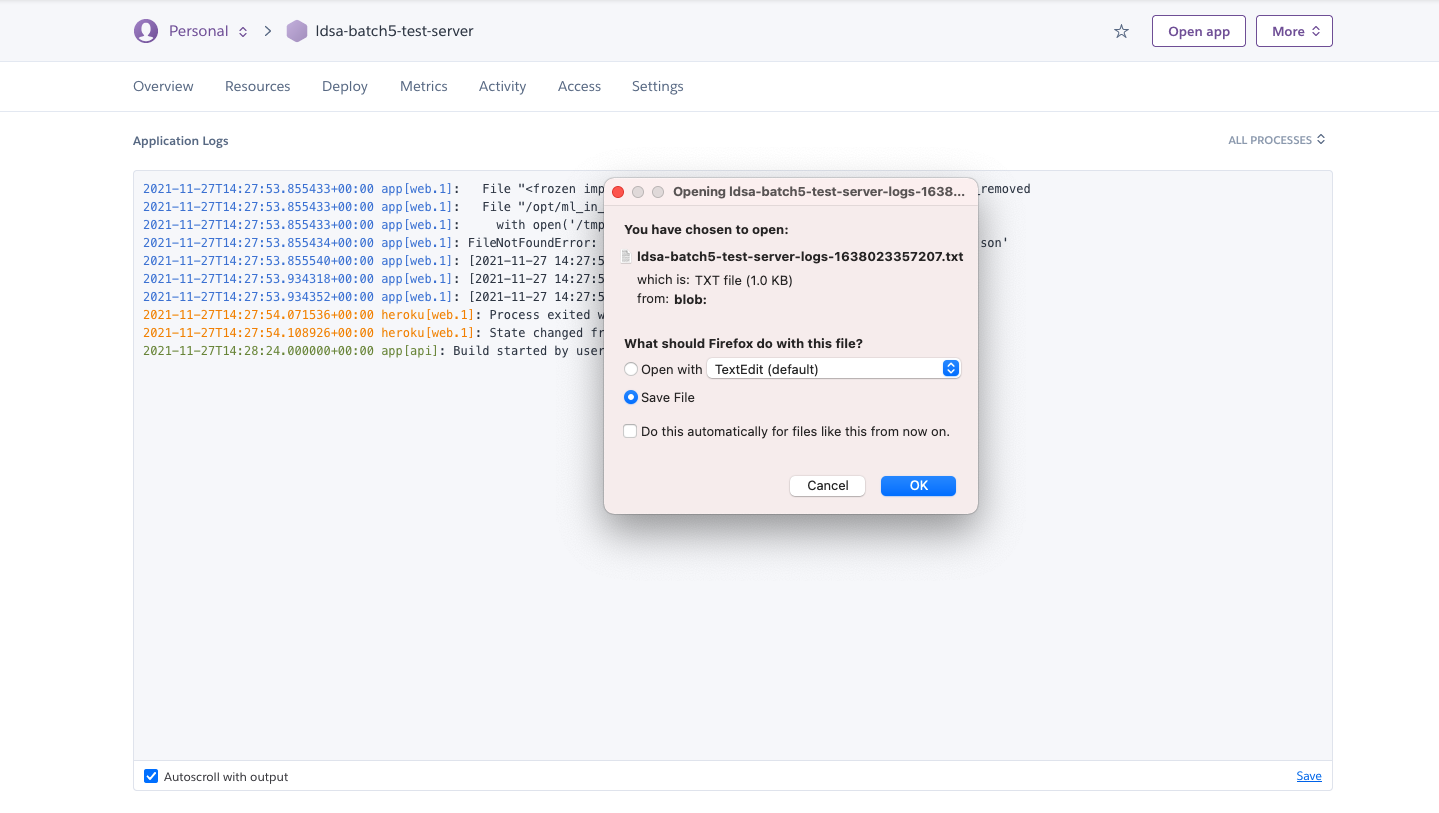 Personal
ldsa-batch5-test-server
Open app
More
Overview
Resources
Deploy
Metrics
Activity
Access
Settings
Application Logs
ALL PROCESSES
2021-11-27T14:27:53.855433+00:00 app[web.1]:   File "<frozen imp removed
2021-11-27T14:27:53.855433+00:00 app[web.1]:   File "/opt/ml_in_
2021-11-27T14:27:53.855433+00:00 app[web.1]:     with open('/tmp
2021-11-27T14:27:53.855434+00:00 app[web.1]: FileNotFoundError: son'
2021-11-27T14:27:53.855540+00:00 app[web.1]: [2021-11-27 14:27:5
2021-11-27T14:27:53.934318+00:00 app[web.1]: [2021-11-27 14:27:5
2021-11-27T14:27:53.934352+00:00 app[web.1]: [2021-11-27 14:27:5
2021-11-27T14:27:54.071536+00:00 heroku[web.1]: Process exited w
2021-11-27T14:27:54.108926+00:00 heroku[web.1]: State changed fr
2021-11-27T14:28:24.000000+00:00 app[api]: Build started by user
Opening ldsa-batch5-test-server-logs-1638...
You have chosen to open:
ldsa-batch5-test-server-logs-1638023357207.txt
which is: TXT file (1.0 KB)
from: blob:
What should Firefox do with this file?
Open with TextEdit (default)
Save File
Do this automatically for files like this from now on.
Cancel
OK
Autoscroll with output
Save